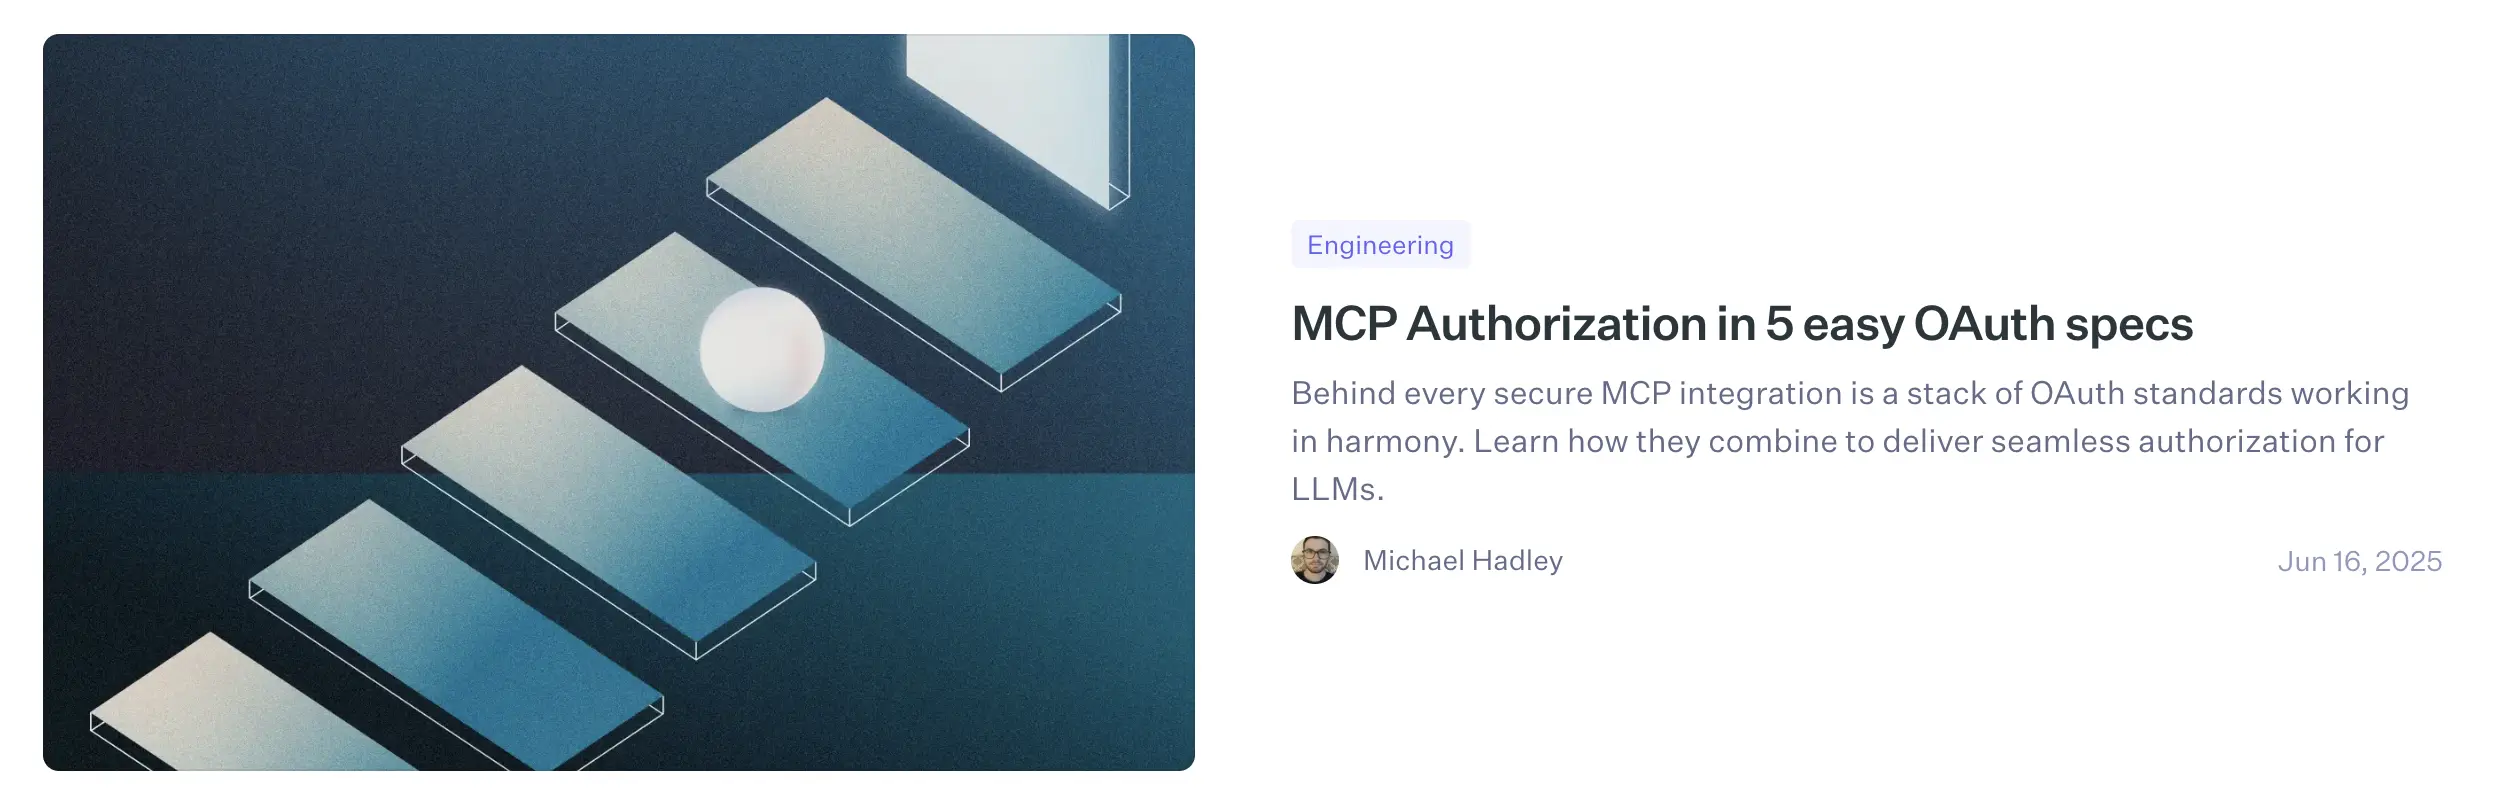 Engineering
MCP Authorization in 5 easy OAuth specs
Behind every secure MCP integration is a stack of OAuth standards working
in harmony. Learn how they combine to deliver seamless authorization for
LLMs.
Michael Hadley
Jun 16, 2025